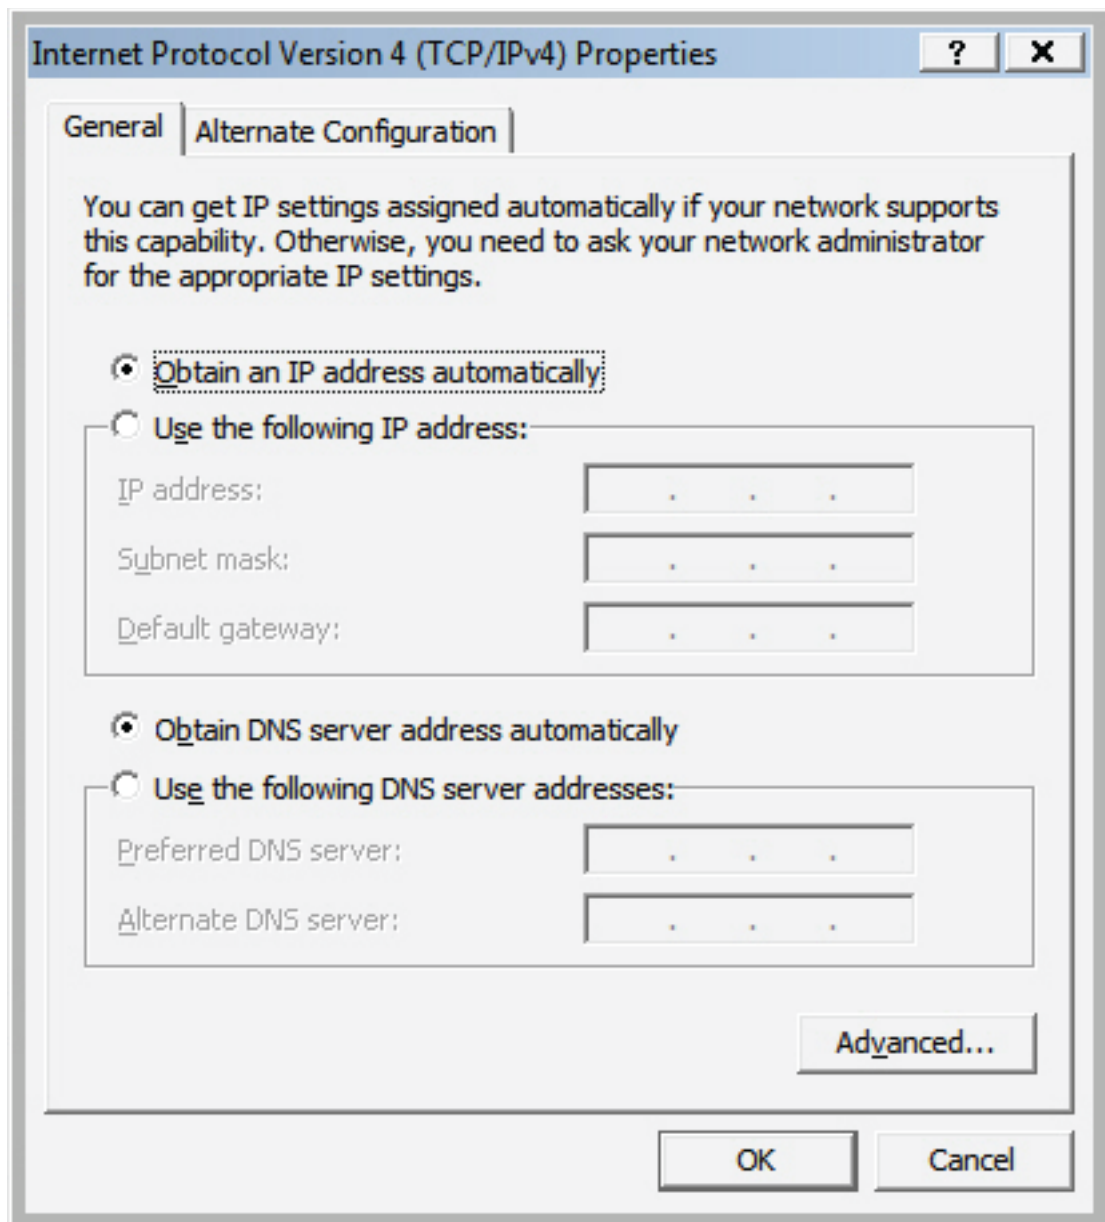 Internet Protocol Version 4 (TCP/IPv4) Properties
?
General
Alternate Configuration
You can get IP settings assigned automatically if your network supports
this capability. Otherwise, you need to ask your network administrator
for the appropriate IP settings.
Obtain an IP address automatically
Use the following IP address:
IP address:
Subnet mask:
Default gateway:
Obtain DNS server address automatically
Use the following DNS server addresses:
Preferred DNS server:
Alternate DNS server:
Advanced...
OK
Cancel